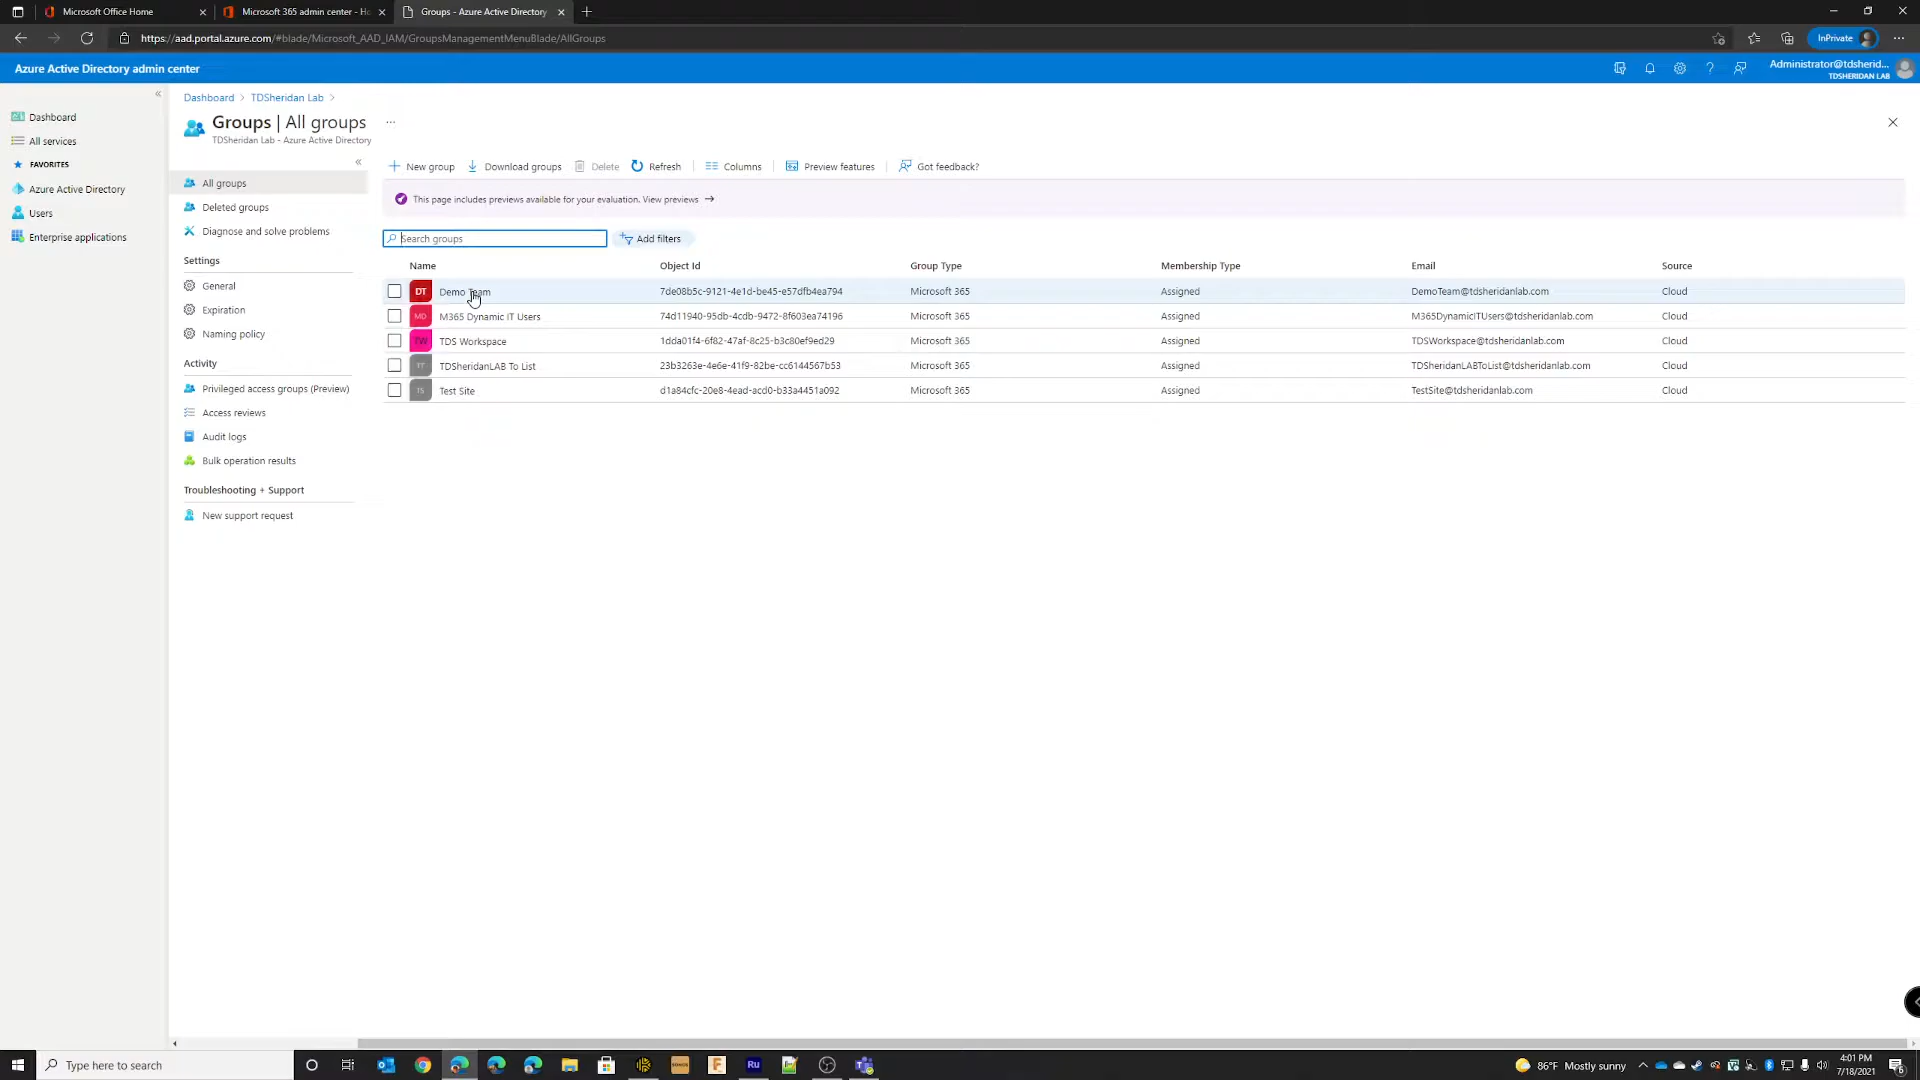 Microsoft Office Home
Microsoft 365 admin center - Ho
Groups - Azure Active Directory
https://aad.portal.azure.com/#blade/Microsoft_AAD_IAM/GroupsManagementMenuBlade/AllGroups
InPrivate
Azure Active Directory admin center
Administrator@tdsherid...
TDSHERIDAN LAB
Dashboard
All services
FAVORITES
Azure Active Directory
Users
Enterprise applications
Dashboard > TDSheridan Lab >
Groups | All groups ...
TDSheridan Lab - Azure Active Directory
All groups
Deleted groups
Diagnose and solve problems
Settings
General
Expiration
Naming policy
Activity
Privileged access groups (Preview)
Access reviews
Audit logs
Bulk operation results
Troubleshooting + Support
New support request
New group Download groups Delete Refresh Columns Preview features Got feedback?
This page includes previews available for your evaluation. View previews →
Search groups Add filters
Name Object Id Group Type Membership Type Email Source
DT Demo Team 7de08b5c-9121-4e1d-be45-e57dfb4ea794 Microsoft 365 Assigned DemoTeam@tdsheridanlab.com Cloud
MD M365 Dynamic IT Users 74d11940-95db-4cdb-9472-8f603ea74196 Microsoft 365 Assigned M365DynamicITUsers@tdsheridanlab.com Cloud
TW TDS Workspace 1dda01f4-6f82-47af-8c25-b3c80ef9ed29 Microsoft 365 Assigned TDSWorkspace@tdsheridanlab.com Cloud
TT TDSheridanLAB To List 23b3263e-4e6e-41f9-82be-cc6144567b53 Microsoft 365 Assigned TDSheridanLABToList@tdsheridanlab.com Cloud
TS Test Site d1a84cfc-20e8-4ead-acd0-b33a4451a092 Microsoft 365 Assigned TestSite@tdsheridanlab.com Cloud
Type here to search
Ru
86°F Mostly sunny
4:01 PM
7/18/2021